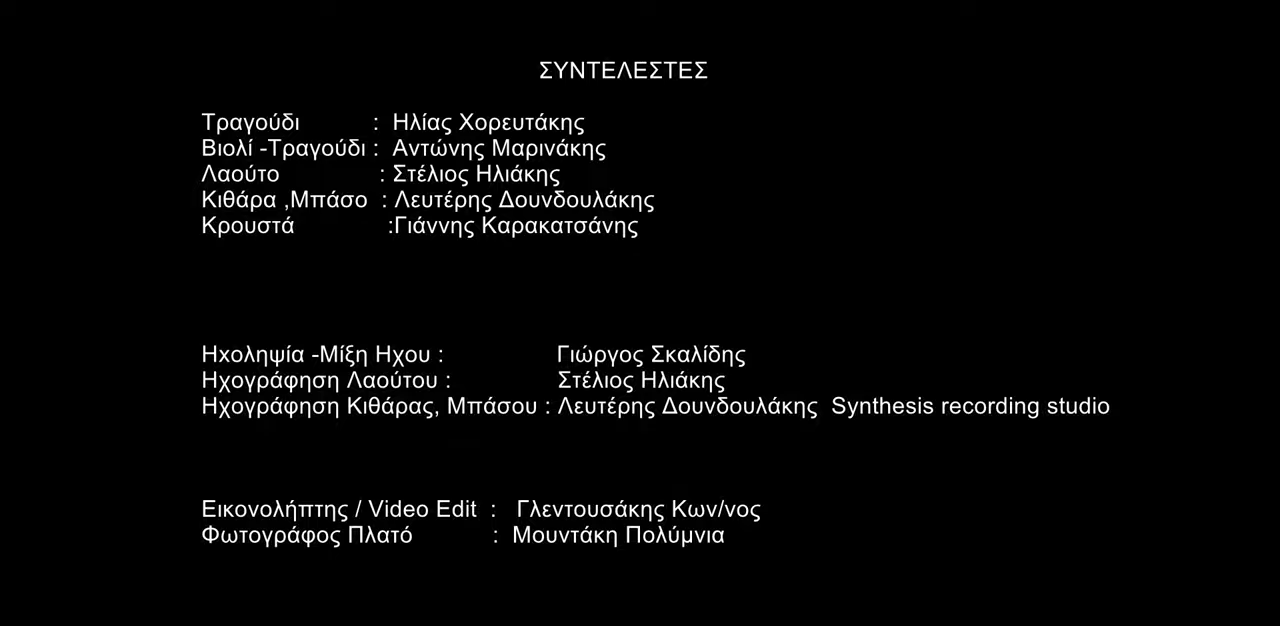 ΣΥΝΤΕΛΕΣΤΕΣ
Τραγούδι : Ηλίας Χορευτάκης
Βιολί -Τραγούδι : Αντώνης Μαρινάκης
Λαούτο : Στέλιος Ηλιάκης
Κιθάρα ,Μπάσο : Λευτέρης Δουνδουλάκης
Κρουστά :Γιάννης Καρακατσάνης
Ηχοληψία -Μίξη Ηχου : Γιώργος Σκαλίδης
Ηχογράφηση Λαούτου : Στέλιος Ηλιάκης
Ηχογράφηση Κιθάρας, Μπάσου : Λευτέρης Δουνδουλάκης Synthesis recording studio
Εικονολήπτης / Video Edit : Γλεντουσάκης Κων/νος
Φωτογράφος Πλατό : Μουντάκη Πολύμνια